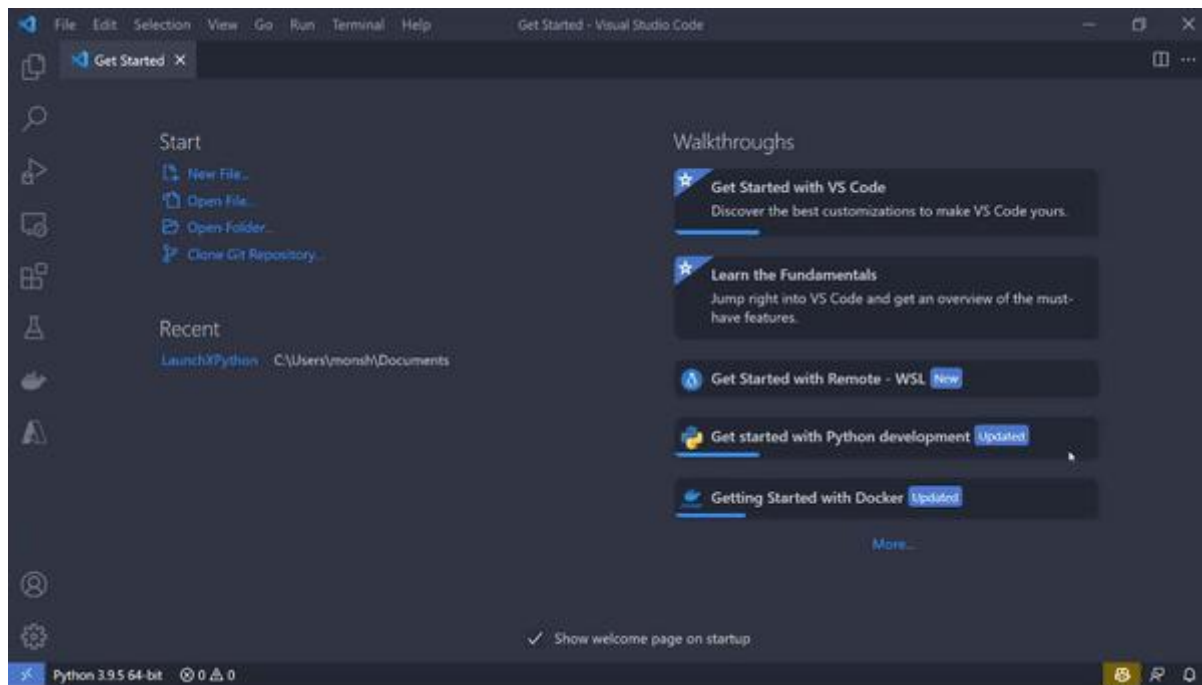 File Edit Selection View Go Run Terminal Help
Get Started - Visual Studio Code
Get Started
Start
New File...
Open File...
Open Folder...
Clone Git Repository...
Recent
LaunchXPython C:\Users\monsh\Documents
Walkthroughs
Get Started with VS Code
Discover the best customizations to make VS Code yours.
Learn the Fundamentals
Jump right into VS Code and get an overview of the must-
have features.
Get Started with Remote - WSL New
Get started with Python development Updated
Getting Started with Docker Updated
More...
Show welcome page on startup
Python 3.9.5 64-bit 0 0